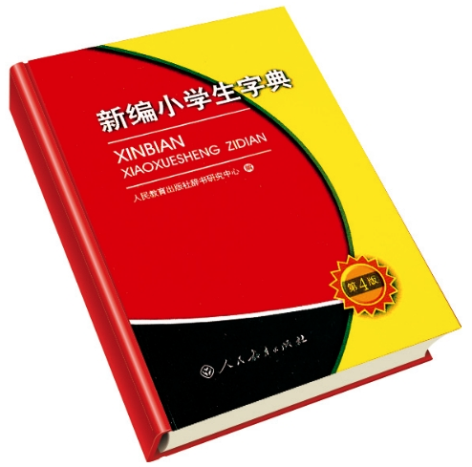 新编小学生字典
XINBIAN
XIAOXUESHENG ZIDIAN
人民教育出版社辞书研究中心 编
第4版
人民教育出版社